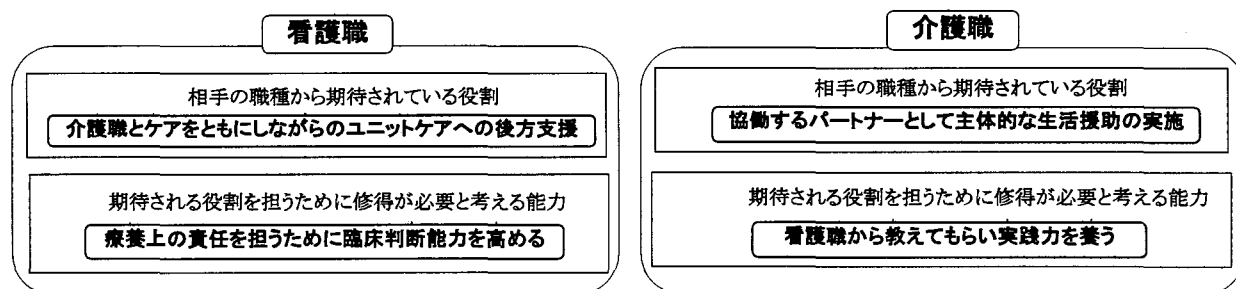 看護職
相手の職種から期待されている役割
介護職とケアをともにしながらのユニットケアへの後方支援
期待される役割を担うために修得が必要と考える能力
療養上の責任を担うために臨床判断能力を高める
介護職
相手の職種から期待されている役割
協働するパートナーとして主体的な生活援助の実施
期待される役割を担うために修得が必要と考える能力
看護職から教えてもらい実践力を養う